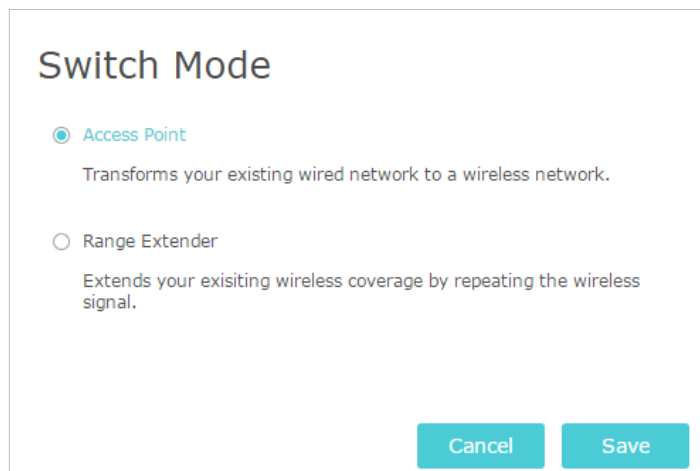 Switch Mode
Access Point
Transforms your existing wired network to a wireless network.
Range Extender
Extends your exisiting wireless coverage by repeating the wireless
signal.
Cancel
Save